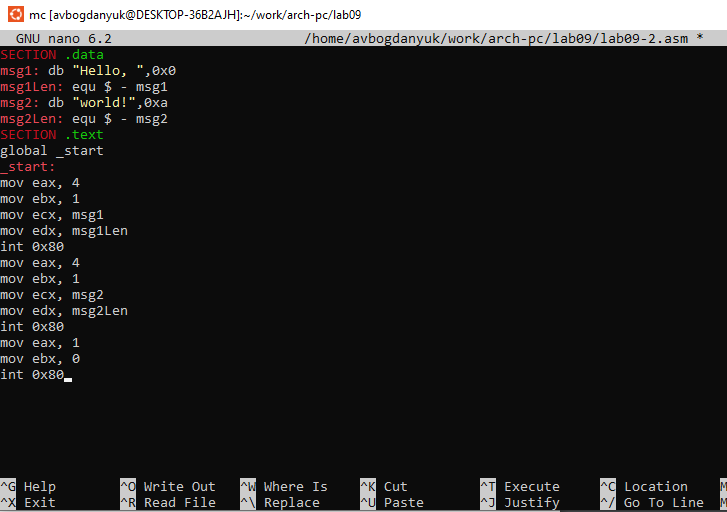 mc [avbogdanyuk@DESKTOP-36B2AJH]:~/work/arch-pc/lab09
GNU nano 6.2 /home/avbogdanyuk/work/arch-pc/lab09/lab09-2.asm *
SECTION .data
msg1: db "Hello, ",0x0
msg1Len: equ $ - msg1
msg2: db "world!",0xa
msg2Len: equ $ - msg2
SECTION .text
global _start
_start:
mov eax, 4
mov ebx, 1
mov ecx, msg1
mov edx, msg1Len
int 0x80
mov eax, 4
mov ebx, 1
mov ecx, msg2
mov edx, msg2Len
int 0x80
mov eax, 1
mov ebx, 0
int 0x80
^G Help ^O Write Out ^W Where Is ^K Cut ^T Execute ^C Location M
^X Exit ^R Read File ^\ Replace ^U Paste ^J Justify ^/ Go To Line M